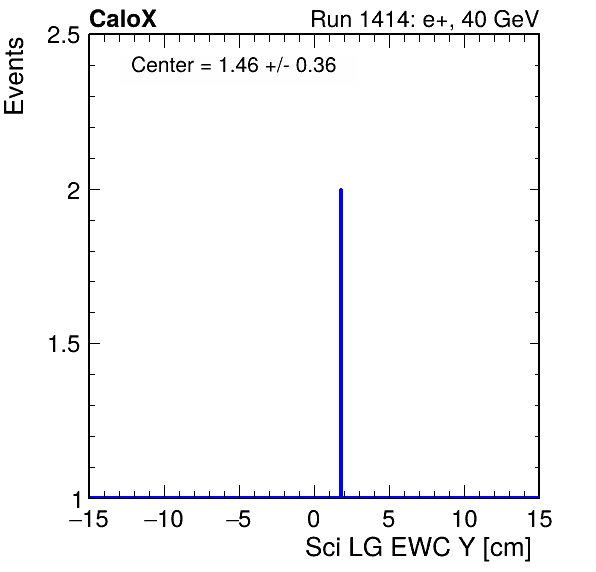 CaloX Run 1414: e+, 40 GeV
Events
Center = 1.46 +/- 0.36
2.5
2
1.5
1
−15 −10 −5 0 5 10 15
Sci LG EWC Y [cm]